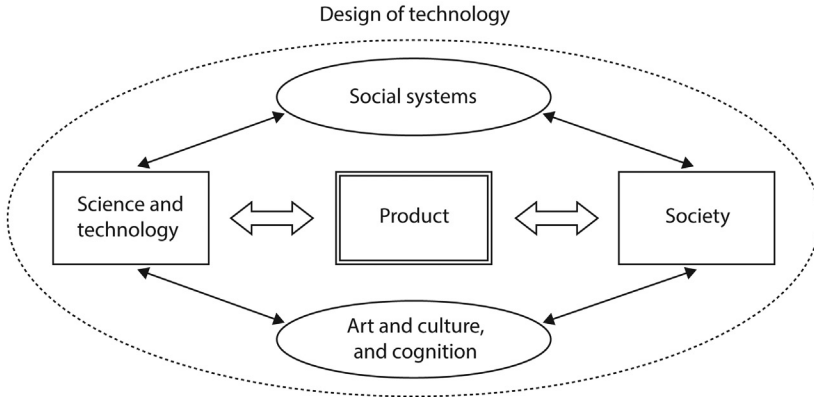 Design of technology
Social systems
Science and
technology
Product
Society
Art and culture,
and cognition